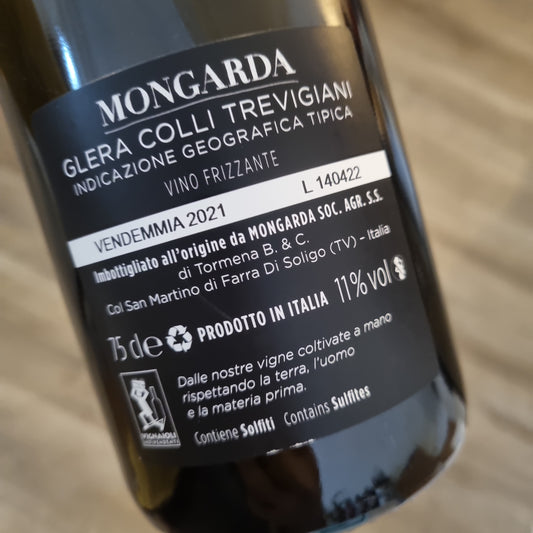 MONGARDA
GLERA COLLI TREVIGIANI
INDICAZIONE GEOGRAFICA TIPICA
VINO FRIZZANTE
VENDEMMIA 2021 L 140422
Imbottigliato all'origine da MONGARDA SOC. AGR. S.S.
di Tormena B. & C.
Col San Martino di Farra Di Soligo (TV) - Italia
75 cl e PRODOTTO IN ITALIA 11% vol
Dalle nostre vigne coltivate a mano
rispettando la terra, l'uomo
e la materia prima.
VIGNAIOLI
INDIPENDENTI
Contiene Solfiti Contains Sulfites